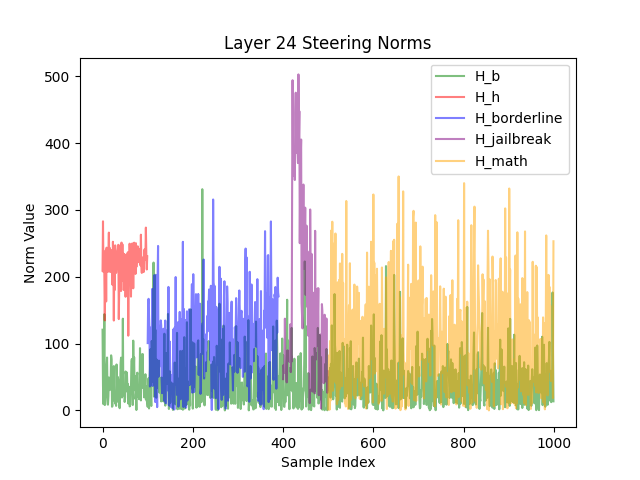 Layer 24 Steering Norms
Norm Value
500
400
300
200
100
0
H_b
H_h
H_borderline
H_jailbreak
H_math
0 200 400 600 800 1000
Sample Index